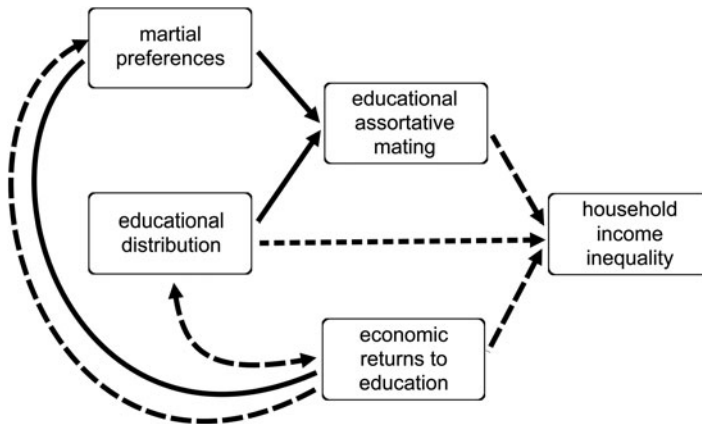 martial
preferences
educational
assortative
mating
educational
distribution
household
income
inequality
economic
returns to
education